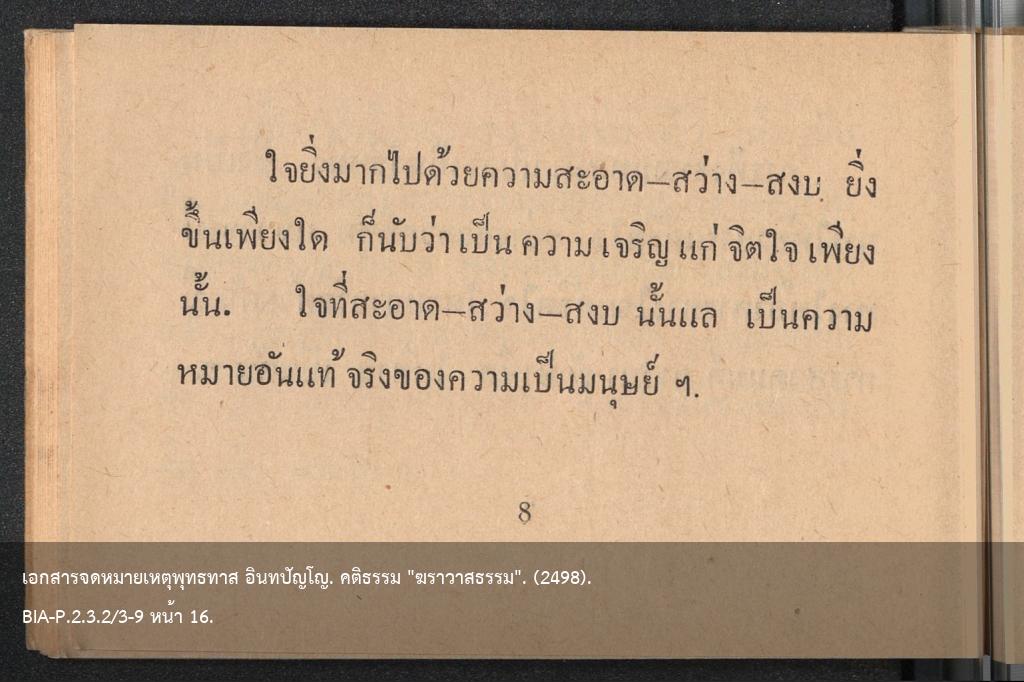 ใจยิ่งมากไปด้วยความสะอาด—สว่าง—สงบ ยิ่ง
ขึ้นเพียงใด ก็นับว่า เป็น ความ เจริญ แก่ จิตใจ เพียง
นั้น. ใจที่สะอาด—สว่าง—สงบ นั้นแล เป็นความ
หมายอันแท้ จริงของความเป็นมนุษย์ ฯ.
8
เอกสารจดหมายเหตุพุทธทาส อินทปัญโญ. คติธรรม "ฆราวาสธรรม". (2498).
BIA-P.2.3.2/3-9 หน้า 16.